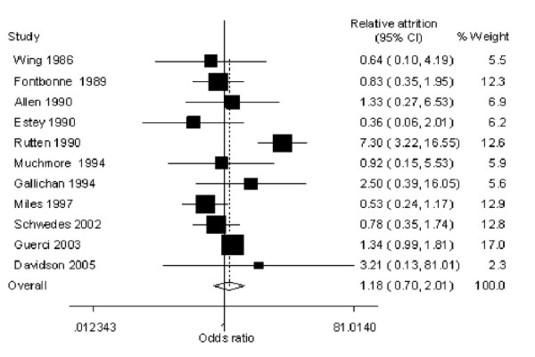 Relative attrition
Study (95% CI) % Weight
Wing 1986 0.64 ( 0.10, 4.19) 5.5
Fontbonne 1989 0.83 ( 0.35, 1.95) 12.3
Allen 1990 1.33 ( 0.27, 6.53) 6.9
Estey 1990 0.36 ( 0.06, 2.01) 6.2
Rutten 1990 7.30 ( 3.22, 16.55) 12.6
Muchmore 1994 0.92 ( 0.15, 5.53) 5.9
Gallichan 1994 2.50 ( 0.39, 16.05) 5.6
Miles 1997 0.53 ( 0.24, 1.17) 12.9
Schwedes 2002 0.78 ( 0.35, 1.74) 12.8
Guerci 2003 1.34 ( 0.99, 1.81) 17.0
Davidson 2005 3.21 ( 0.13, 81.01) 2.3
Overall 1.18 ( 0.70, 2.01) 100.0
.012343 1 81.0140
Odds ratio